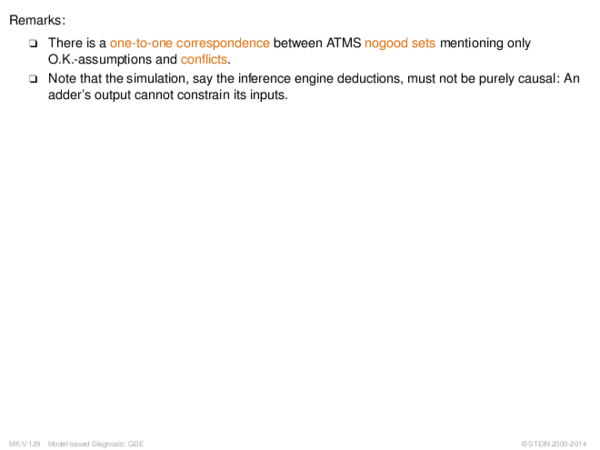 Remarks:
❑ There is a one-to-one correspondence between ATMS nogood sets mentioning only
O.K.-assumptions and conflicts.
❑ Note that the simulation, say the inference engine deductions, must not be purely causal: An
adder's output cannot constrain its inputs.
MK:V-129 Model-based Diagnosis: GDE ©STEIN 2000-2014